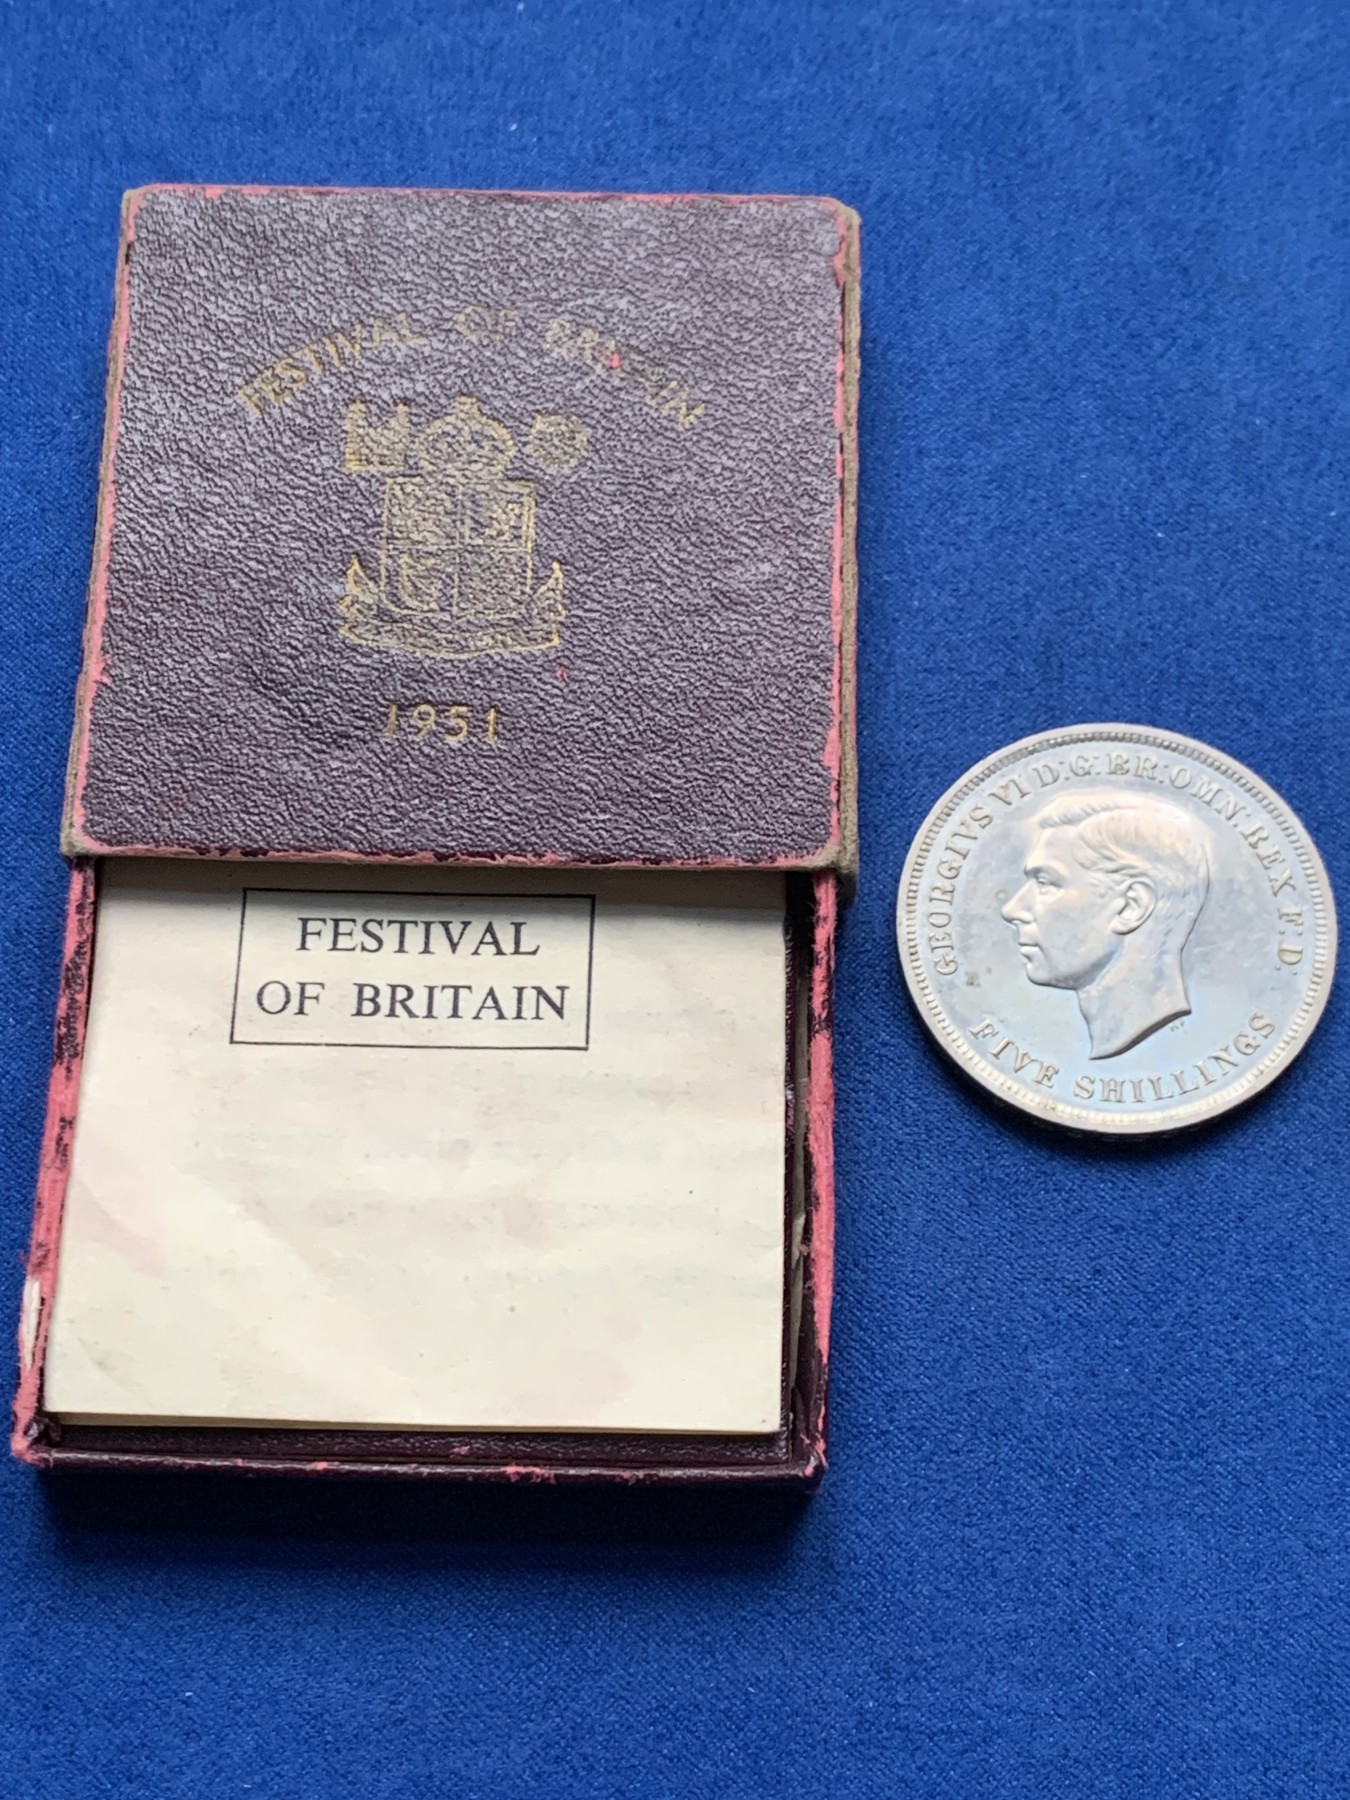 FESTIVAL OF BRITAIN
1951
FESTIVAL
OF BRITAIN
GEORGIVS VI D:G:BR:OMN:REX F.D.
FIVE SHILLINGS